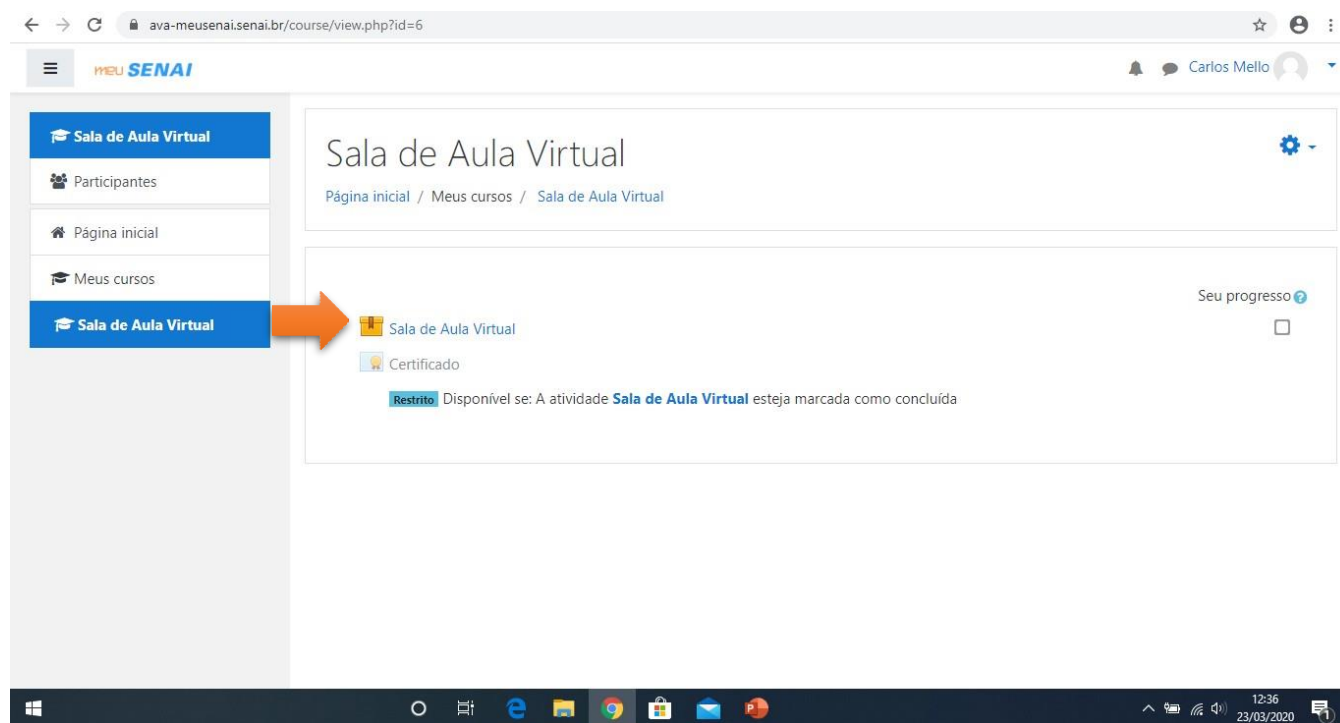 ava-meusenai.senai.br/course/view.php?id=6
meu SENAI
Carlos Mello
Sala de Aula Virtual
Participantes
Página inicial
Meus cursos
Sala de Aula Virtual
Sala de Aula Virtual
Página inicial / Meus cursos / Sala de Aula Virtual
Seu progresso
Sala de Aula Virtual
Certificado
Restrito Disponível se: A atividade Sala de Aula Virtual esteja marcada como concluída
12:36
23/03/2020